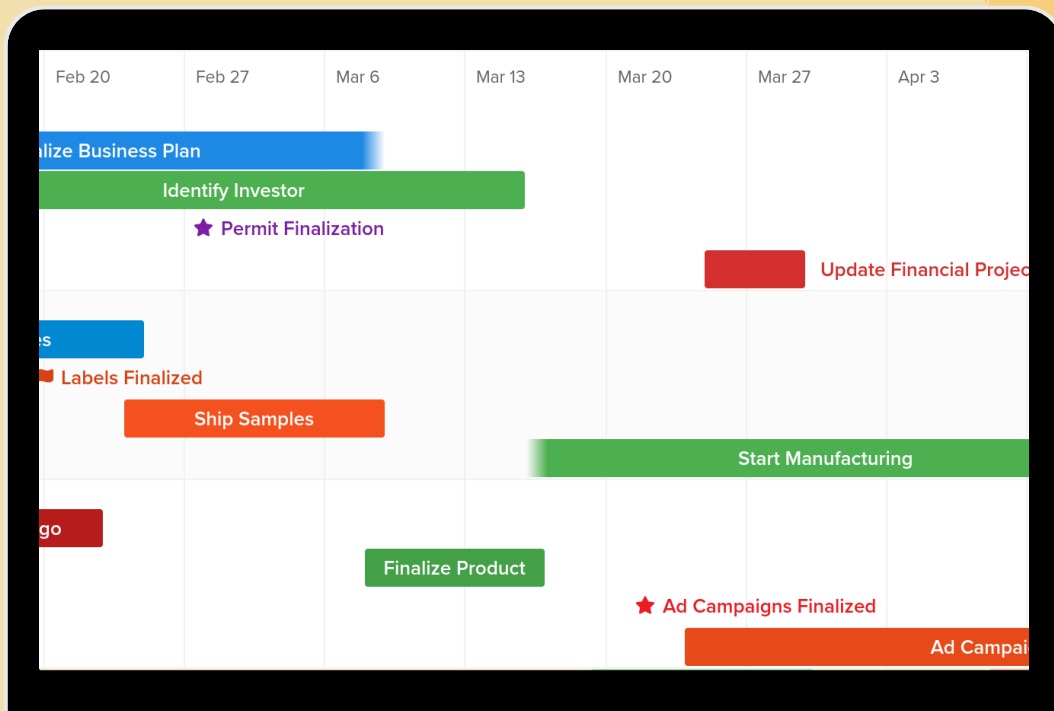 Feb 20 Feb 27 Mar 6 Mar 13 Mar 20 Mar 27 Apr 3
alize Business Plan
Identify Investor
Permit Finalization
Update Financial Projec
es
Labels Finalized
Ship Samples
Start Manufacturing
go
Finalize Product
Ad Campaigns Finalized
Ad Campai